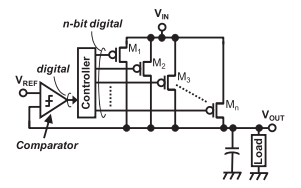 n-bit digital
V_IN
M_1
M_2
M_3
M_n
V_REF
digital
Controller
Comparator
V_OUT
Load